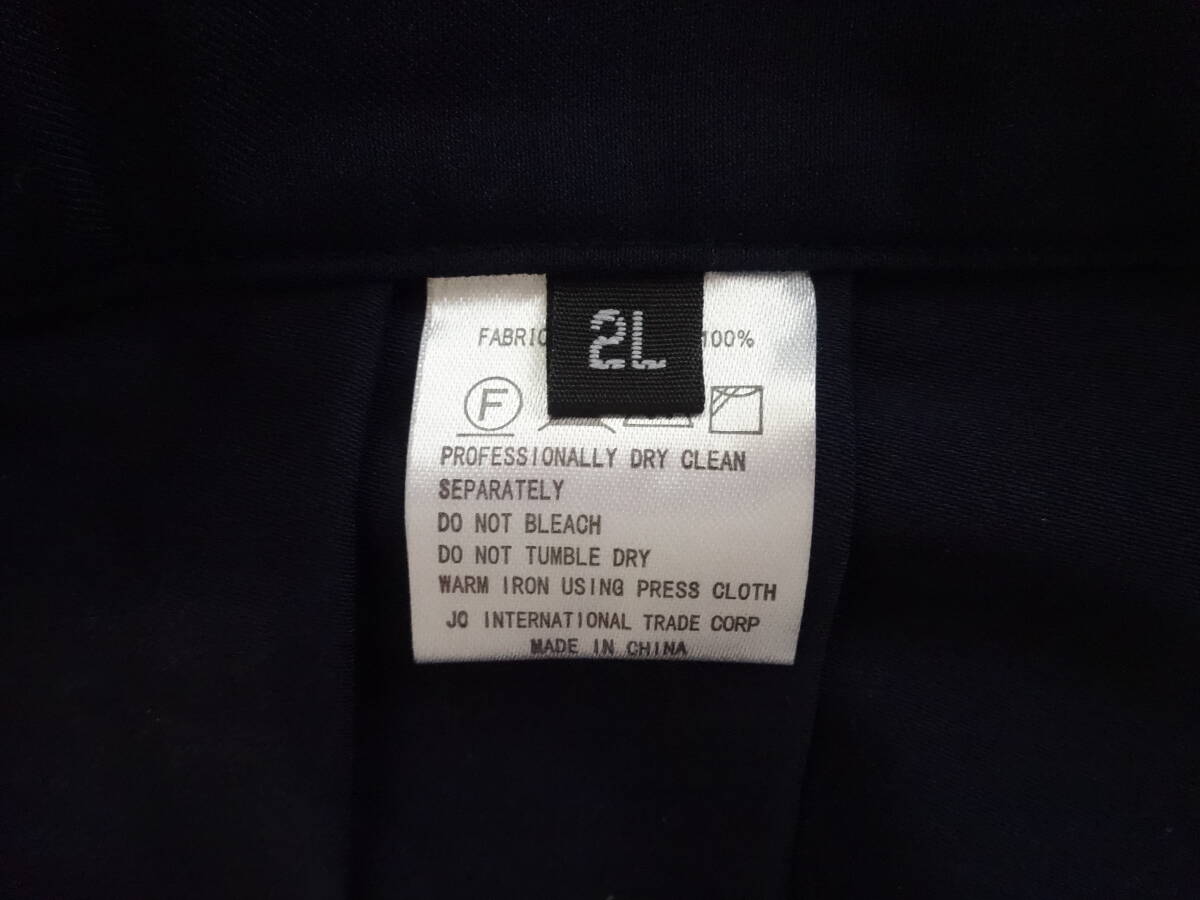 2L
FABRIC 100%
F
PROFESSIONALLY DRY CLEAN
SEPARATELY
DO NOT BLEACH
DO NOT TUMBLE DRY
WARM IRON USING PRESS CLOTH
JC INTERNATIONAL TRADE CORP
MADE IN CHINA